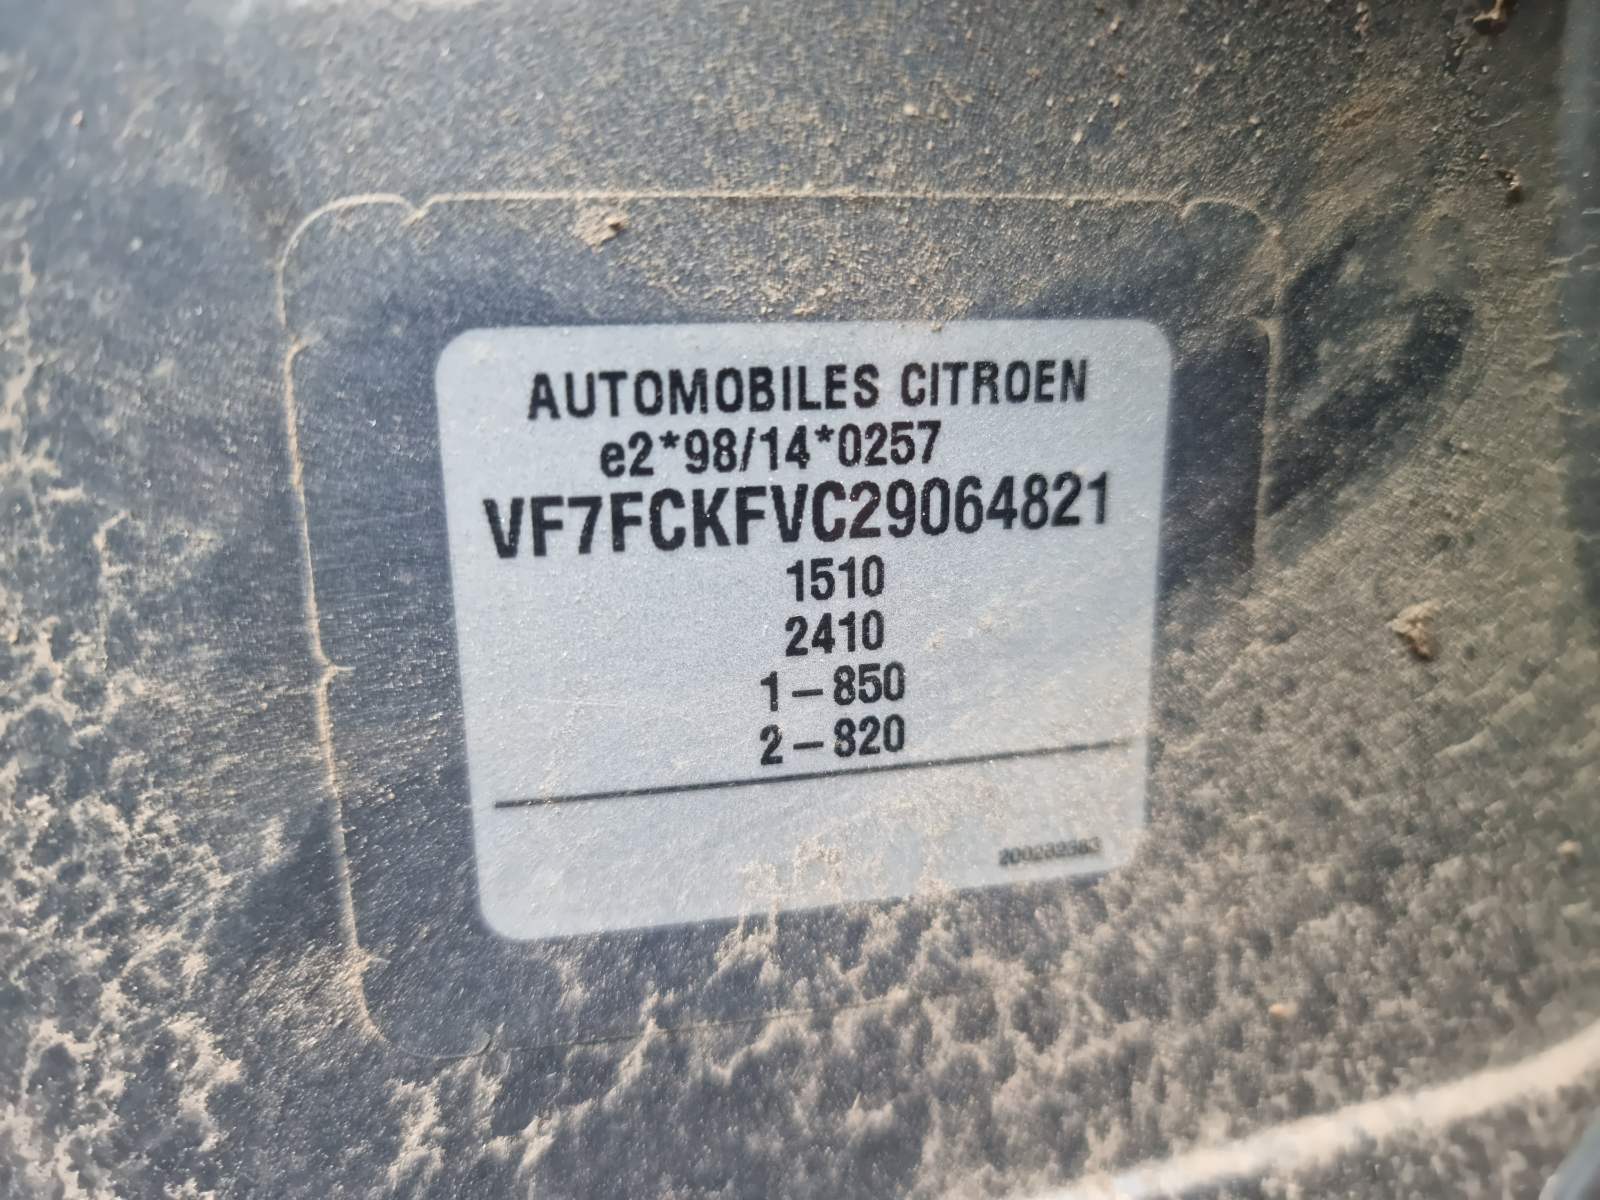 AUTOMOBILES CITROEN
e2*98/14*0257
VF7FCKFVC29064821
1510
2410
1-850
2-820